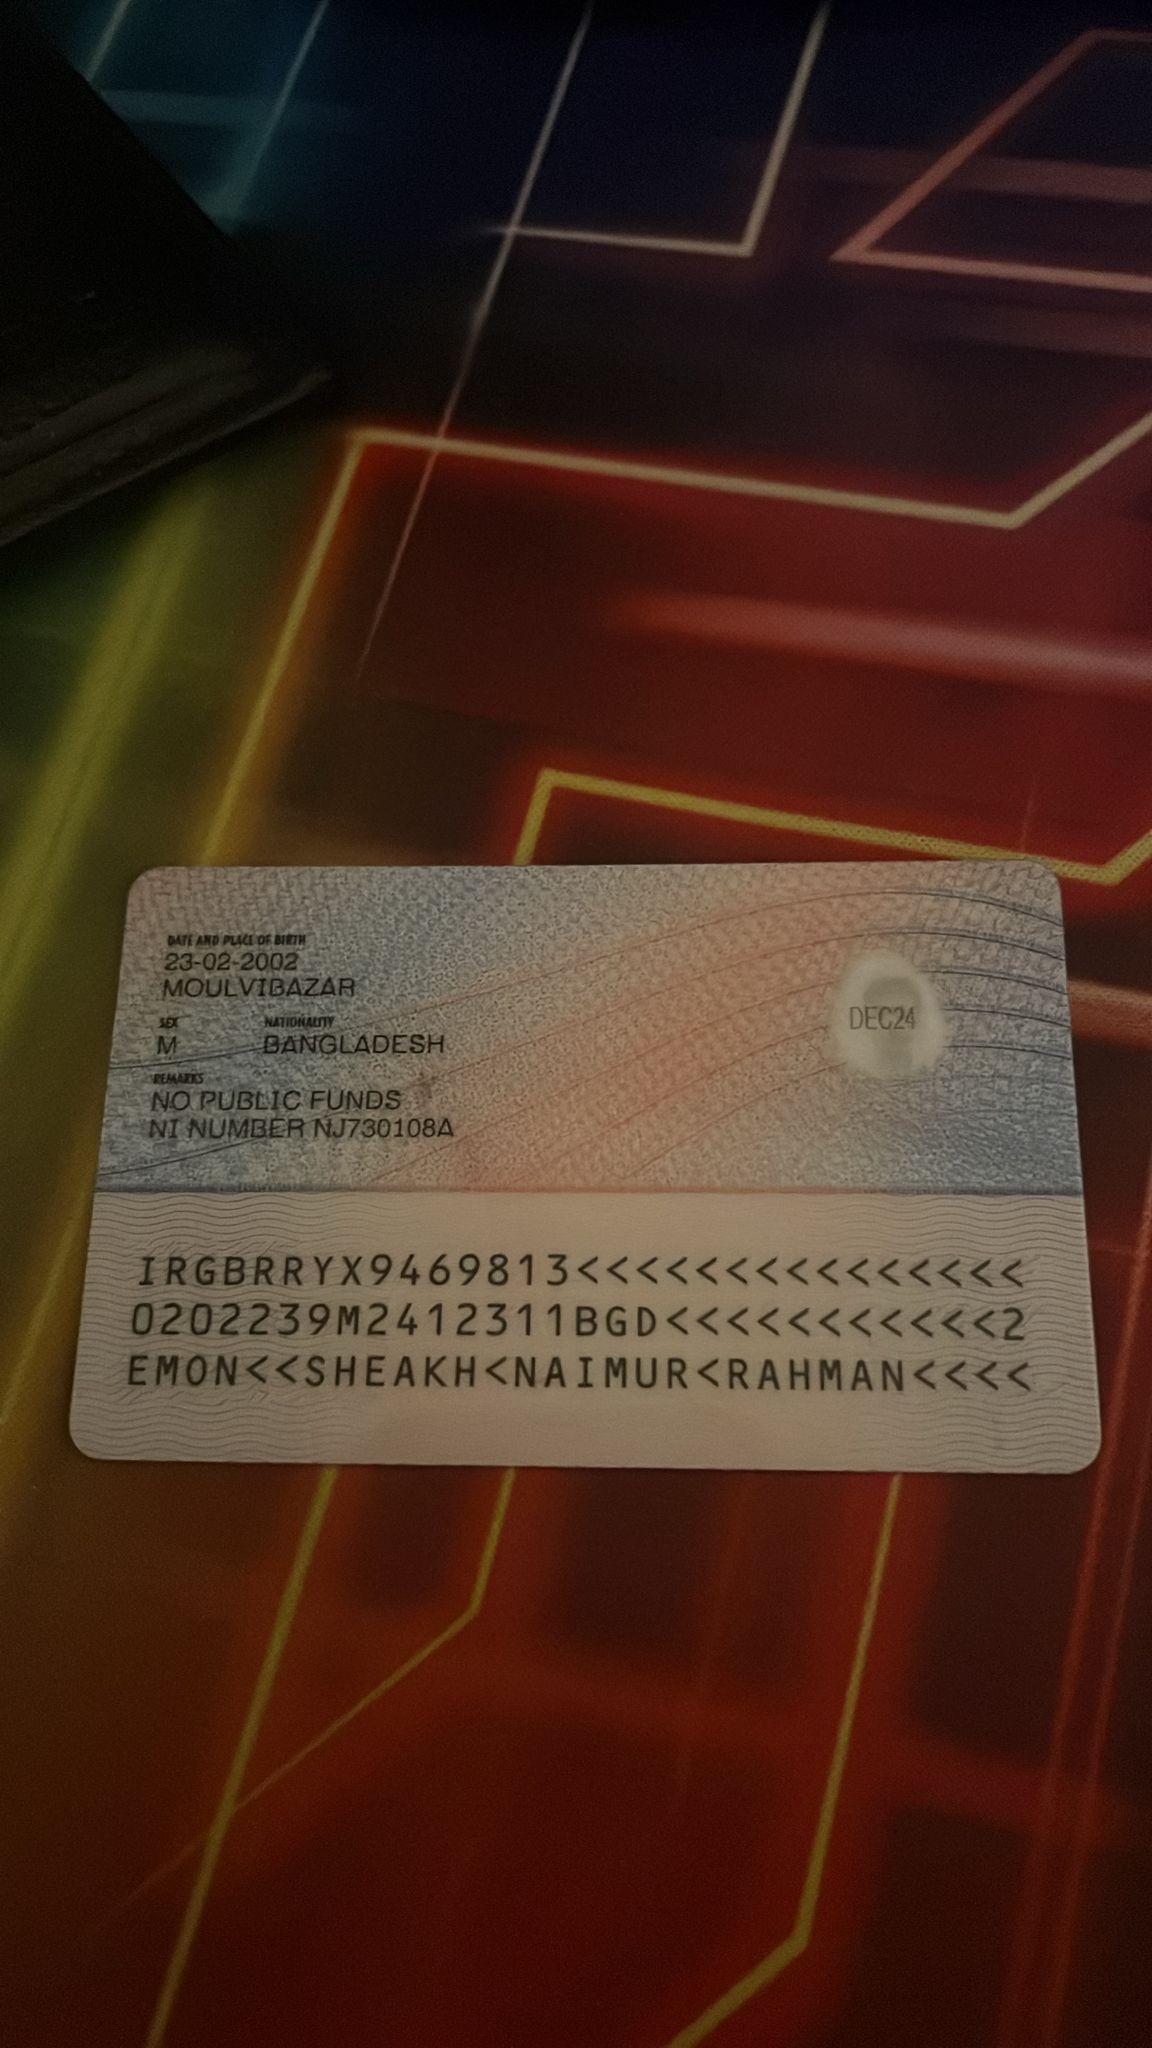 DATE AND PLACE OF BIRTH
23-02-2002
MOULVIBAZAR
SEX NATIONALITY
M BANGLADESH
REMARKS
NO PUBLIC FUNDS
NI NUMBER NJ730108A
DEC24
IRGBRRYX9469813<<<<<<<<<<<<<<<
0202239M2412311BGD<<<<<<<<<<<2
EMON<<SHEAKH<NAIMUR<RAHMAN<<<<